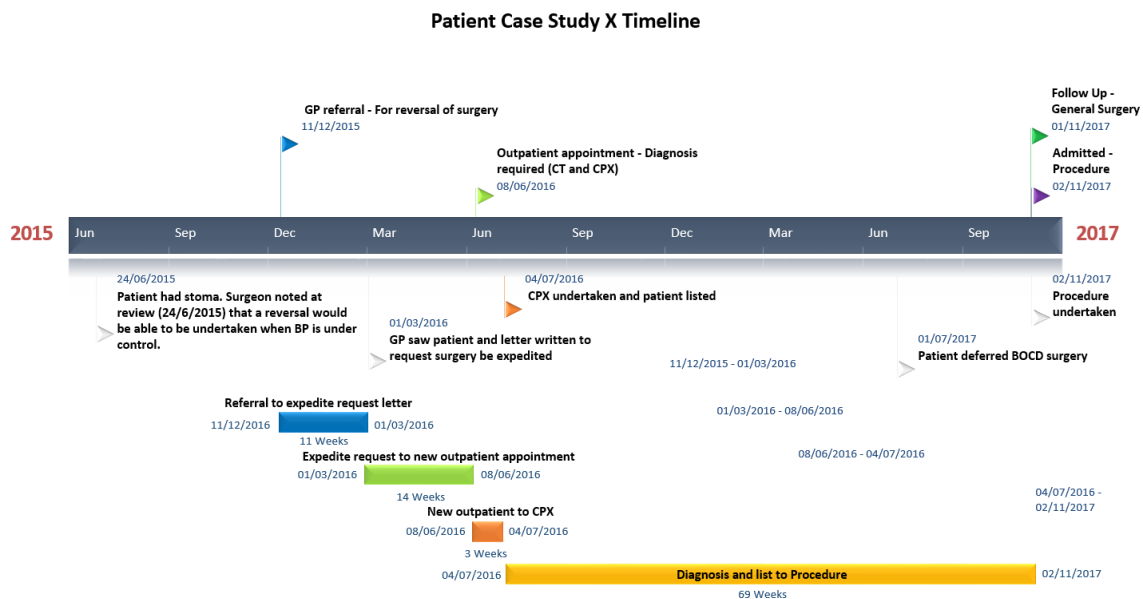 Patient Case Study X Timeline
GP referral - For reversal of surgery
11/12/2015
Outpatient appointment - Diagnosis
required (CT and CPX)
08/06/2016
Follow Up -
General Surgery
01/11/2017
Admitted -
Procedure
02/11/2017
2015 Jun Sep Dec Mar Jun Sep Dec Mar Jun Sep 2017
24/06/2015
Patient had stoma. Surgeon noted at
review (24/6/2015) that a reversal would
be able to be undertaken when BP is under
control.
01/03/2016
GP saw patient and letter written to
request surgery be expedited
04/07/2016
CPX undertaken and patient listed
01/07/2017
Patient deferred BOCD surgery
02/11/2017
Procedure
undertaken
11/12/2015 - 01/03/2016
Referral to expedite request letter
11/12/2016 01/03/2016
11 Weeks
01/03/2016 - 08/06/2016
Expedite request to new outpatient appointment
01/03/2016 08/06/2016
14 Weeks
08/06/2016 - 04/07/2016
New outpatient to CPX
08/06/2016 04/07/2016
3 Weeks
04/07/2016 -
02/11/2017
04/07/2016 Diagnosis and list to Procedure 02/11/2017
69 Weeks